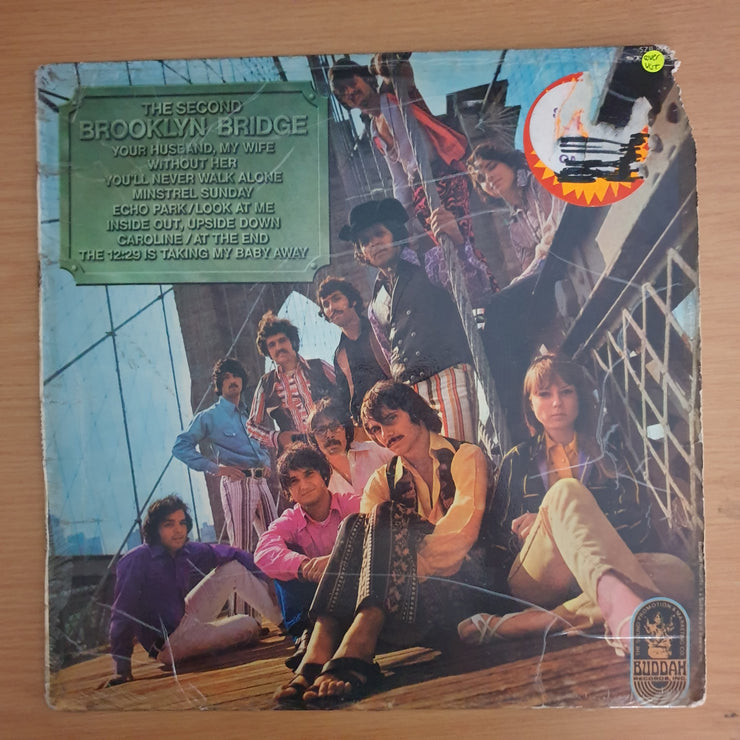 THE SECOND
BROOKLYN BRIDGE
YOUR HUSBAND, MY WIFE
WITHOUT HER
YOU'LL NEVER WALK ALONE
MINSTREL SUNDAY
ECHO PARK/LOOK AT ME
INSIDE OUT, UPSIDE DOWN
CAROLINE/AT THE END
THE 12:29 IS TAKING MY BABY AWAY
BUDDAH
RECORDS, INC.